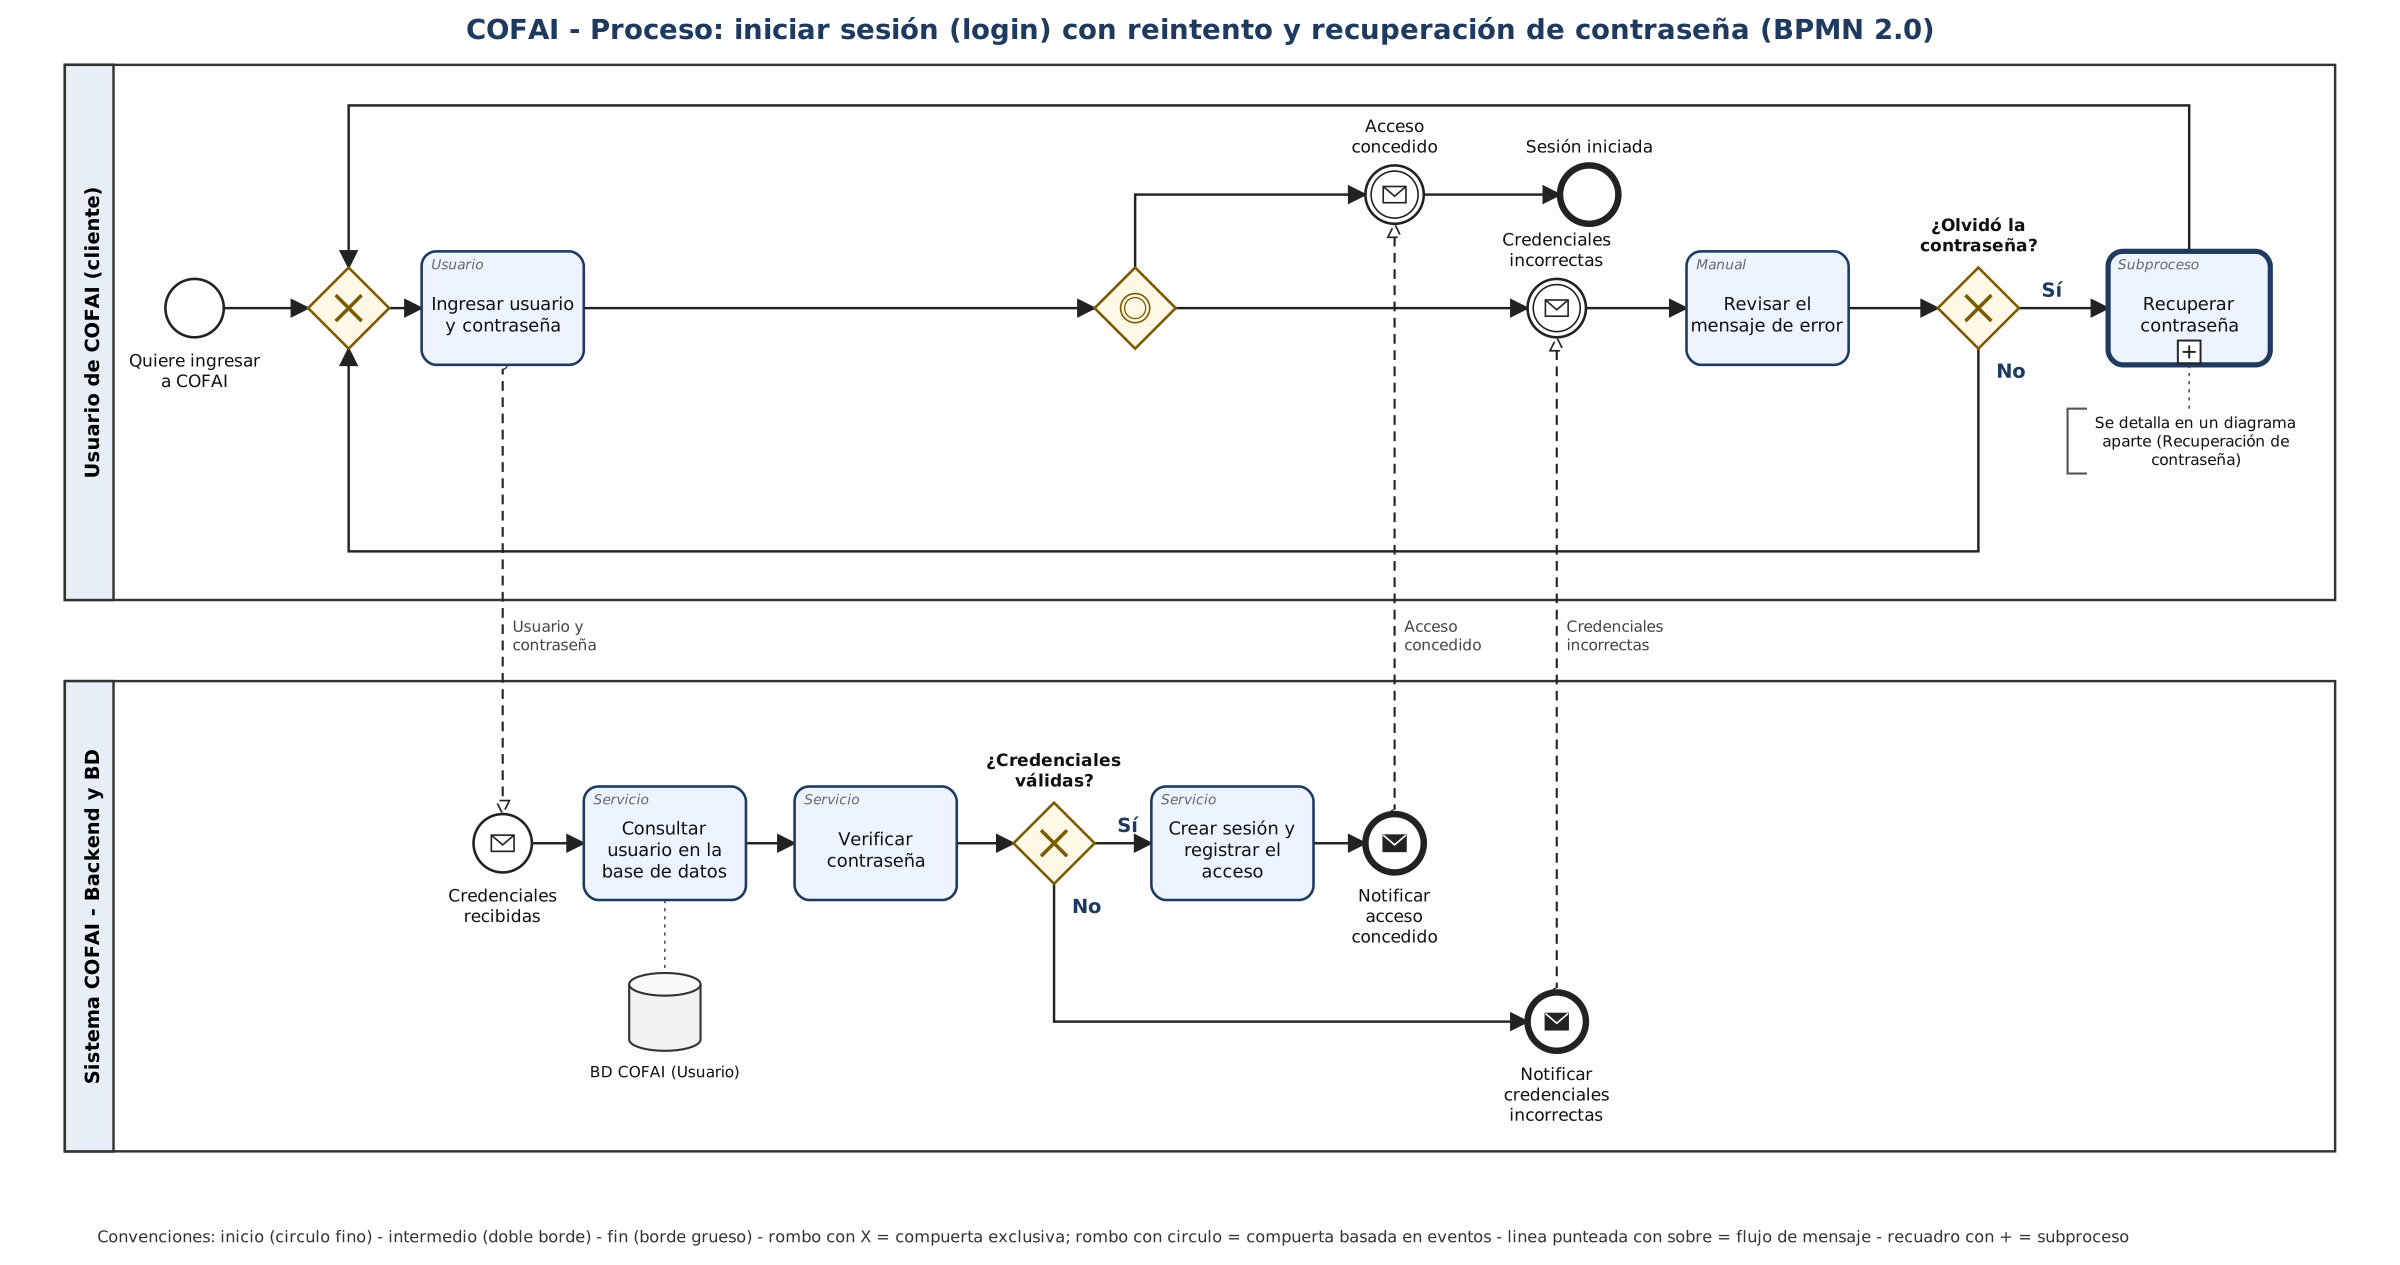 COFAI - Proceso: iniciar sesión (login) con reintento y recuperación de contraseña (BPMN 2.0)
Usuario de COFAI (cliente)
Quiere ingresar
a COFAI
Usuario
Ingresar usuario
y contraseña
Acceso
concedido
Sesión iniciada
Credenciales
incorrectas
Manual
Revisar el
mensaje de error
¿Olvidó la
contraseña?
Sí
No
Subproceso
Recuperar
contraseña
Se detalla en un diagrama
aparte (Recuperación de
contraseña)
Usuario y
contraseña
Acceso
concedido
Credenciales
incorrectas
Sistema COFAI - Backend y BD
Credenciales
recibidas
Servicio
Consultar
usuario en la
base de datos
BD COFAI (Usuario)
Servicio
Verificar
contraseña
¿Credenciales
válidas?
Sí
No
Servicio
Crear sesión y
registrar el
acceso
Notificar
acceso
concedido
Notificar
credenciales
incorrectas
Convenciones: inicio (circulo fino) - intermedio (doble borde) - fin (borde grueso) - rombo con X = compuerta exclusiva; rombo con circulo = compuerta basada en eventos - linea punteada con sobre = flujo de mensaje - recuadro con + = subproceso